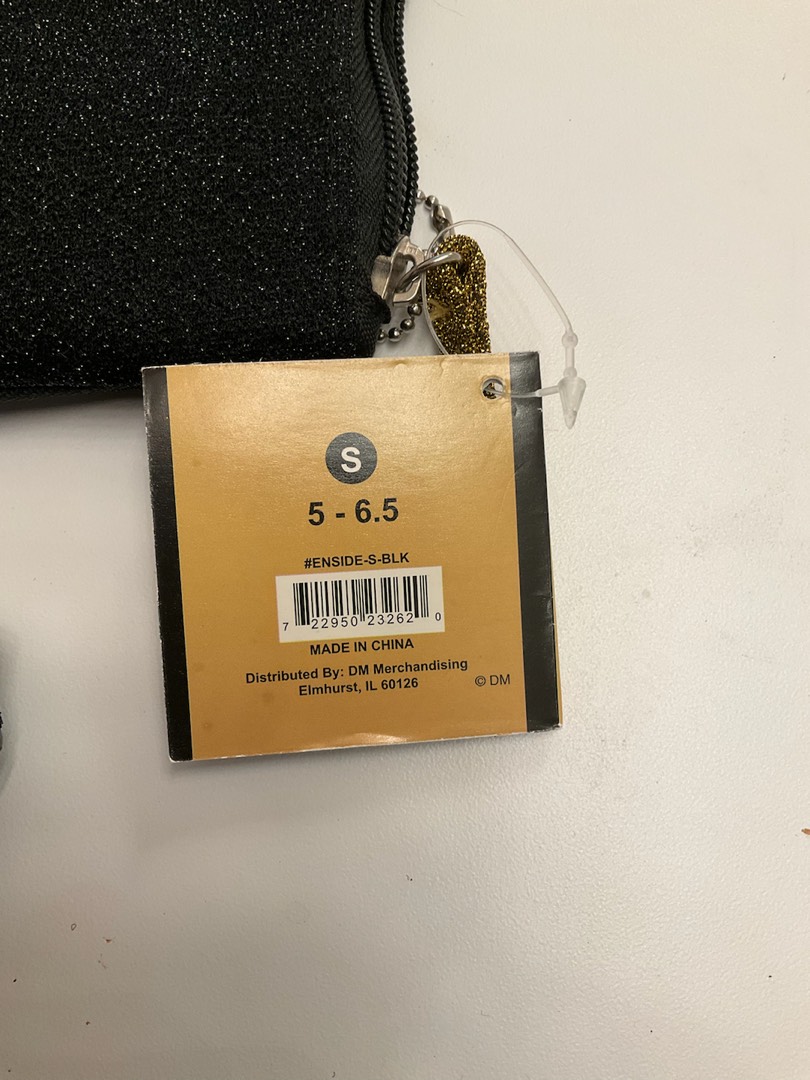 S
5 - 6.5
#ENSIDE-S-BLK
7 22950 23262 0
MADE IN CHINA
Distributed By: DM Merchandising
Elmhurst, IL 60126
© DM